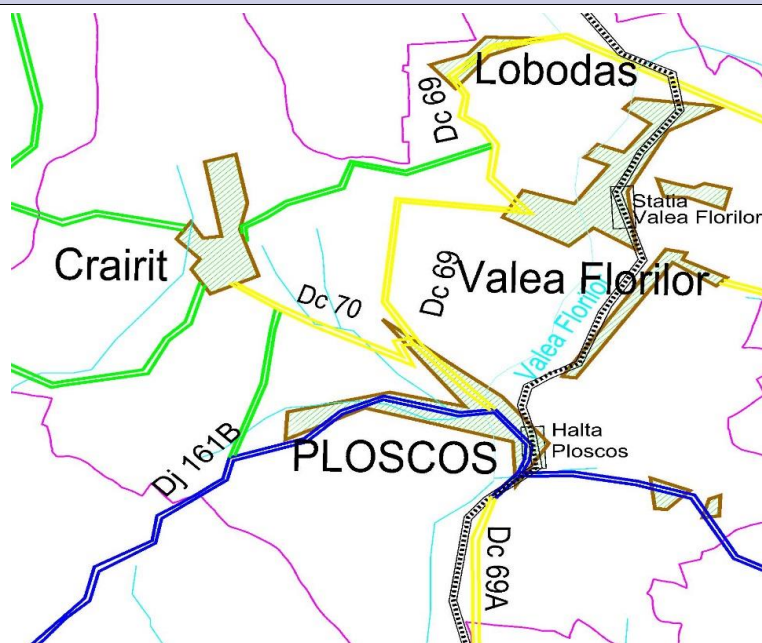 Lobodas
Dc 69
Statia
Valea Florilor
Crairit
Valea Florilor
Dc 69
Dc 70
Valea Florilor
Halta
Ploscos
PLOSCOS
Dj 161B
Dc 69A